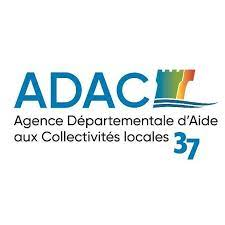 ADAC
Agence Départementale d'Aide
aux Collectivités locales
37